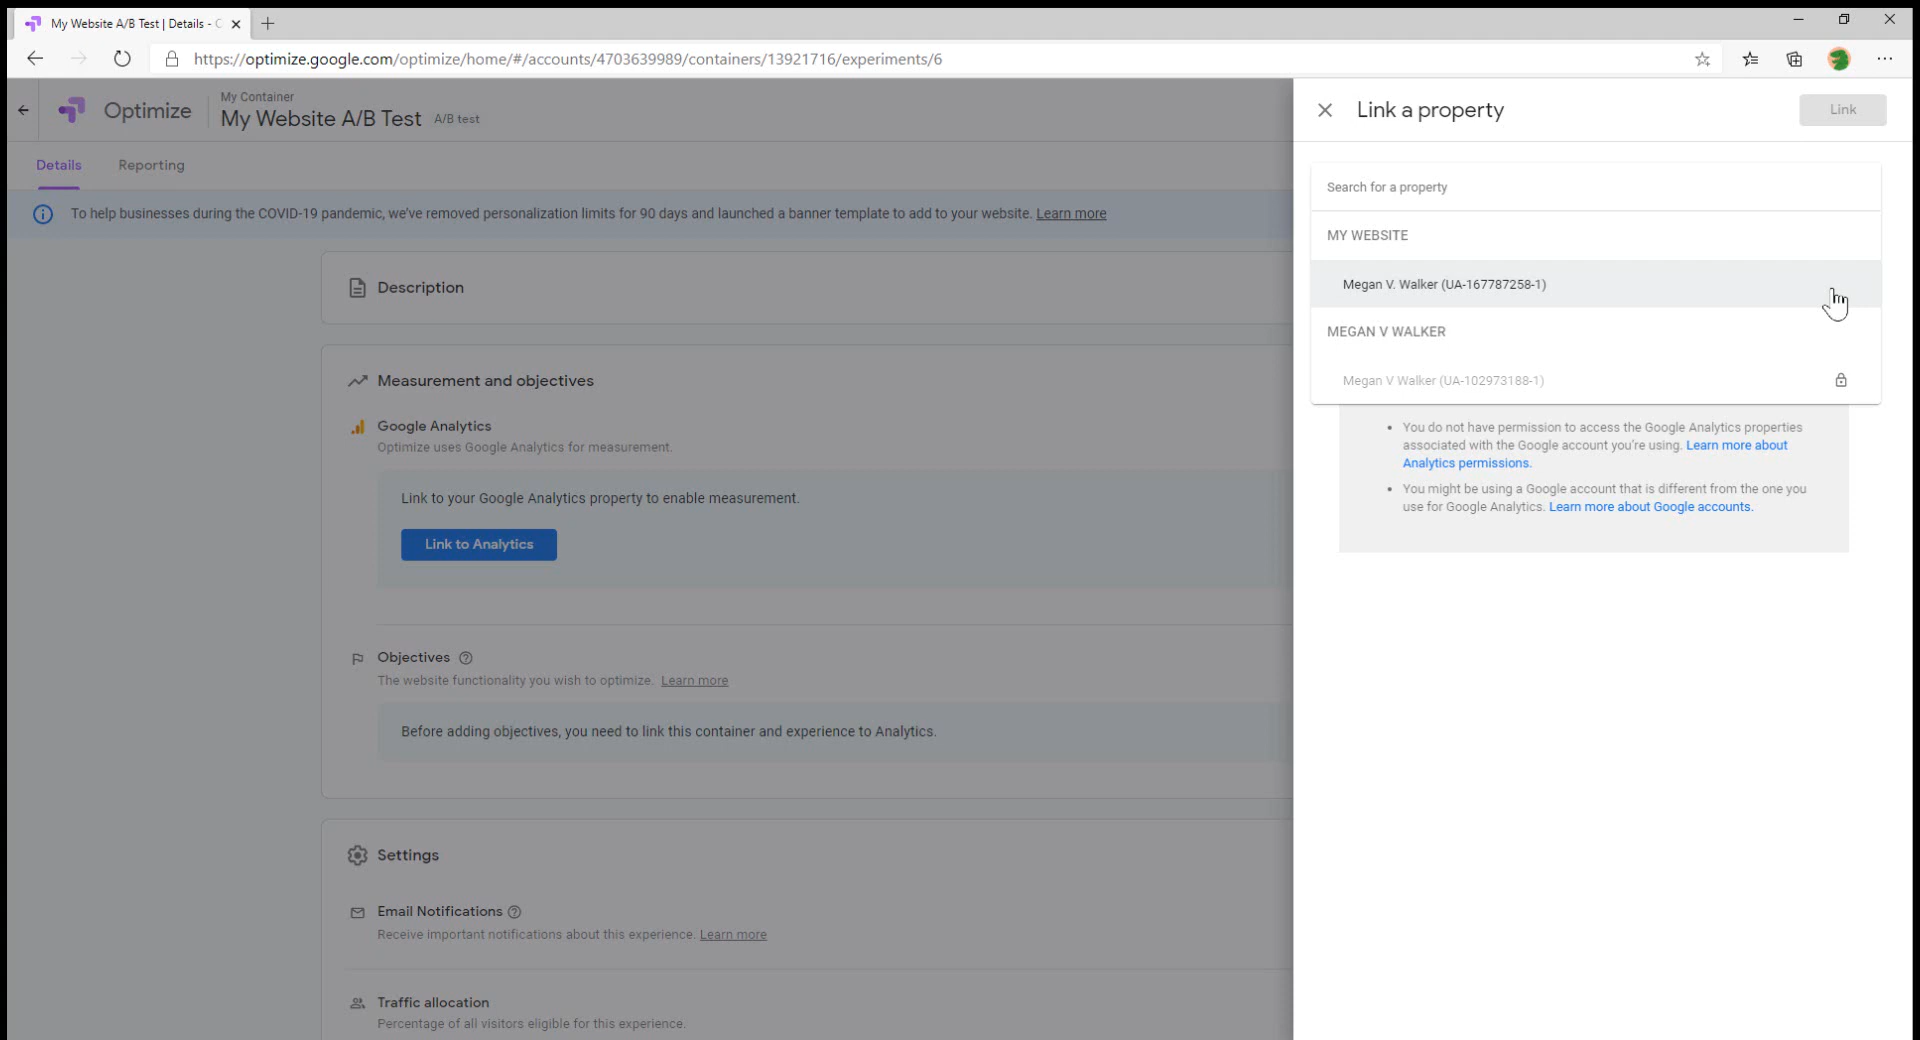 My Website A/B Test | Details -
https://optimize.google.com/optimize/home/#/accounts/4703639989/containers/13921716/experiments/6
Optimize
My Container
My Website A/B Test A/B test
Details Reporting
To help businesses during the COVID-19 pandemic, we've removed personalization limits for 90 days and launched a banner template to add to your website. Learn more
Description
Measurement and objectives
Google Analytics
Optimize uses Google Analytics for measurement.
Link to your Google Analytics property to enable measurement.
Link to Analytics
Objectives
The website functionality you wish to optimize. Learn more
Before adding objectives, you need to link this container and experience to Analytics.
Settings
Email Notifications
Receive important notifications about this experience. Learn more
Traffic allocation
Percentage of all visitors eligible for this experience.
Link a property
Link
Search for a property
MY WEBSITE
Megan V. Walker (UA-167787258-1)
MEGAN V WALKER
Megan V Walker (UA-102973188-1)
• You do not have permission to access the Google Analytics properties
associated with the Google account you're using. Learn more about
Analytics permissions.
• You might be using a Google account that is different from the one you
use for Google Analytics. Learn more about Google accounts.